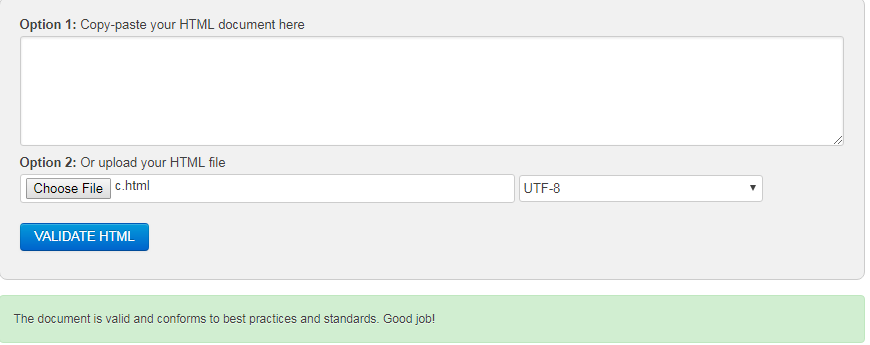 Option 1: Copy-paste your HTML document here
Option 2: Or upload your HTML file
Choose File c.html UTF-8
VALIDATE HTML
The document is valid and conforms to best practices and standards. Good job!